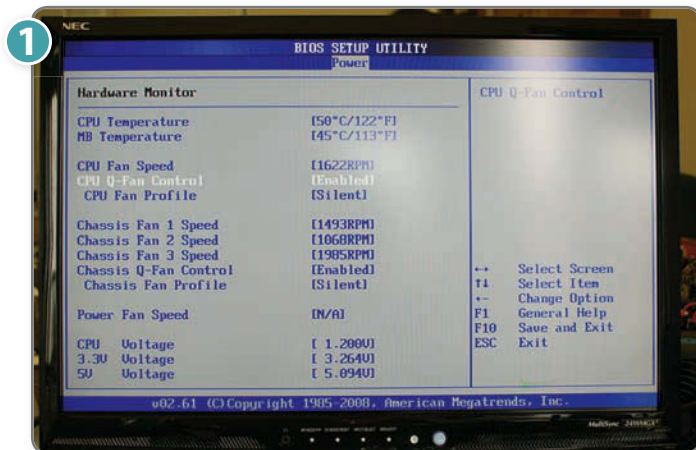 1
NEC
BIOS SETUP UTILITY
Power
Hardware Monitor
CPU Temperature [50°C/122°F]
MB Temperature [45°C/113°F]
CPU Fan Speed [1622RPM]
CPU Q-Fan Control [Enabled]
CPU Fan Profile [Silent]
Chassis Fan 1 Speed [1493RPM]
Chassis Fan 2 Speed [1068RPM]
Chassis Fan 3 Speed [1985RPM]
Chassis Q-Fan Control [Enabled]
Chassis Fan Profile [Silent]
Power Fan Speed [N/A]
CPU Voltage [ 1.200V]
3.3V Voltage [ 3.264V]
5V Voltage [ 5.094V]
CPU Q-Fan Control
↔ Select Screen
↑↓ Select Item
+- Change Option
F1 General Help
F10 Save and Exit
ESC Exit
v02.61 (C)Copyright 1985-2008, American Megatrends, Inc.
MultiSync